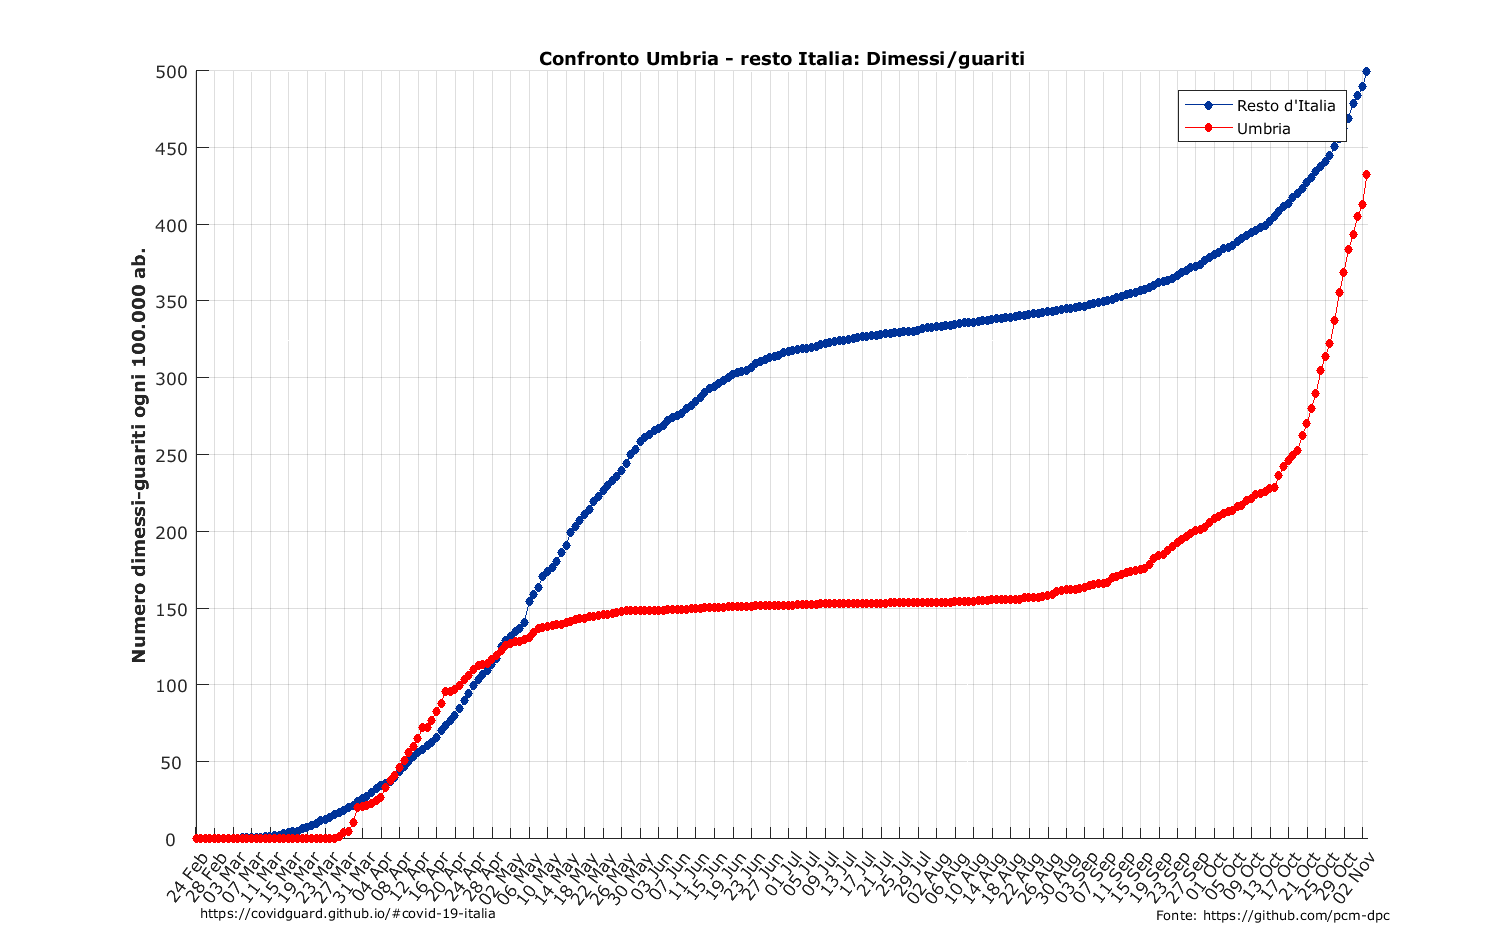 Confronto Umbria - resto Italia: Dimessi/guariti
Resto d'Italia
Umbria
Numero dimessi-guariti ogni 100.000 ab.
500
450
400
350
300
250
200
150
100
50
0
24 Feb
28 Feb
03 Mar
07 Mar
11 Mar
15 Mar
19 Mar
23 Mar
27 Mar
31 Mar
04 Apr
08 Apr
12 Apr
16 Apr
20 Apr
24 Apr
28 Apr
02 May
06 May
10 May
14 May
18 May
22 May
26 May
30 May
03 Jun
07 Jun
11 Jun
15 Jun
19 Jun
23 Jun
27 Jun
01 Jul
05 Jul
09 Jul
13 Jul
17 Jul
21 Jul
25 Jul
29 Jul
02 Aug
06 Aug
10 Aug
14 Aug
18 Aug
22 Aug
26 Aug
30 Aug
03 Sep
07 Sep
11 Sep
15 Sep
19 Sep
23 Sep
27 Sep
01 Oct
05 Oct
09 Oct
13 Oct
17 Oct
21 Oct
25 Oct
29 Oct
02 Nov
https://covidguard.github.io/#covid-19-italia
Fonte: https://github.com/pcm-dpc